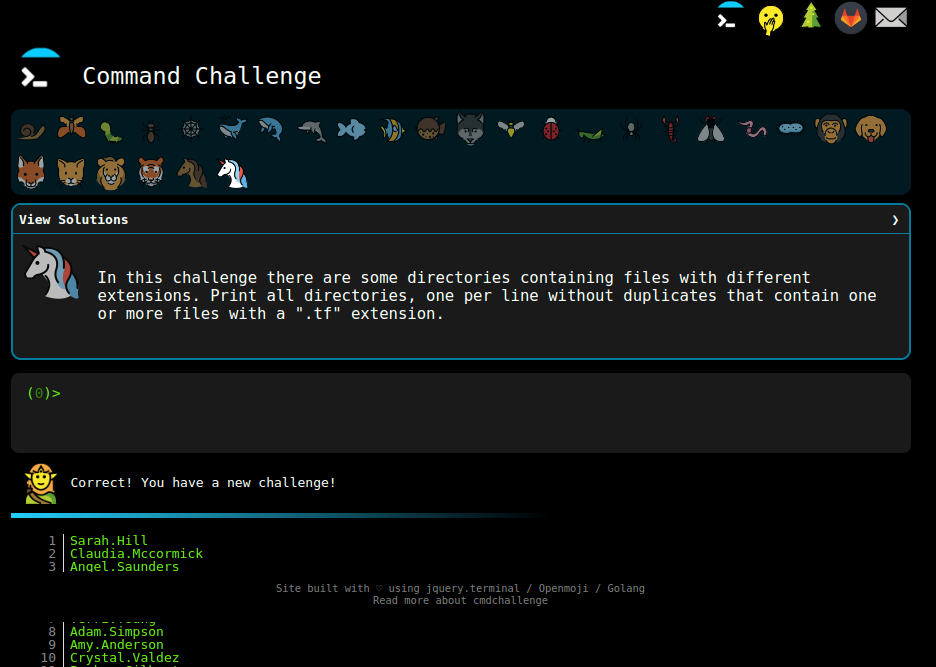 Command Challenge
View Solutions ❯
In this challenge there are some directories containing files with different
extensions. Print all directories, one per line without duplicates that contain one
or more files with a ".tf" extension.
(0)>
Correct! You have a new challenge!
1 Sarah.Hill
2 Claudia.Mccormick
3 Angel.Saunders
Site built with ♡ using jquery.terminal / Openmoji / Golang
Read more about cmdchallenge
8 Adam.Simpson
9 Amy.Anderson
10 Crystal.Valdez